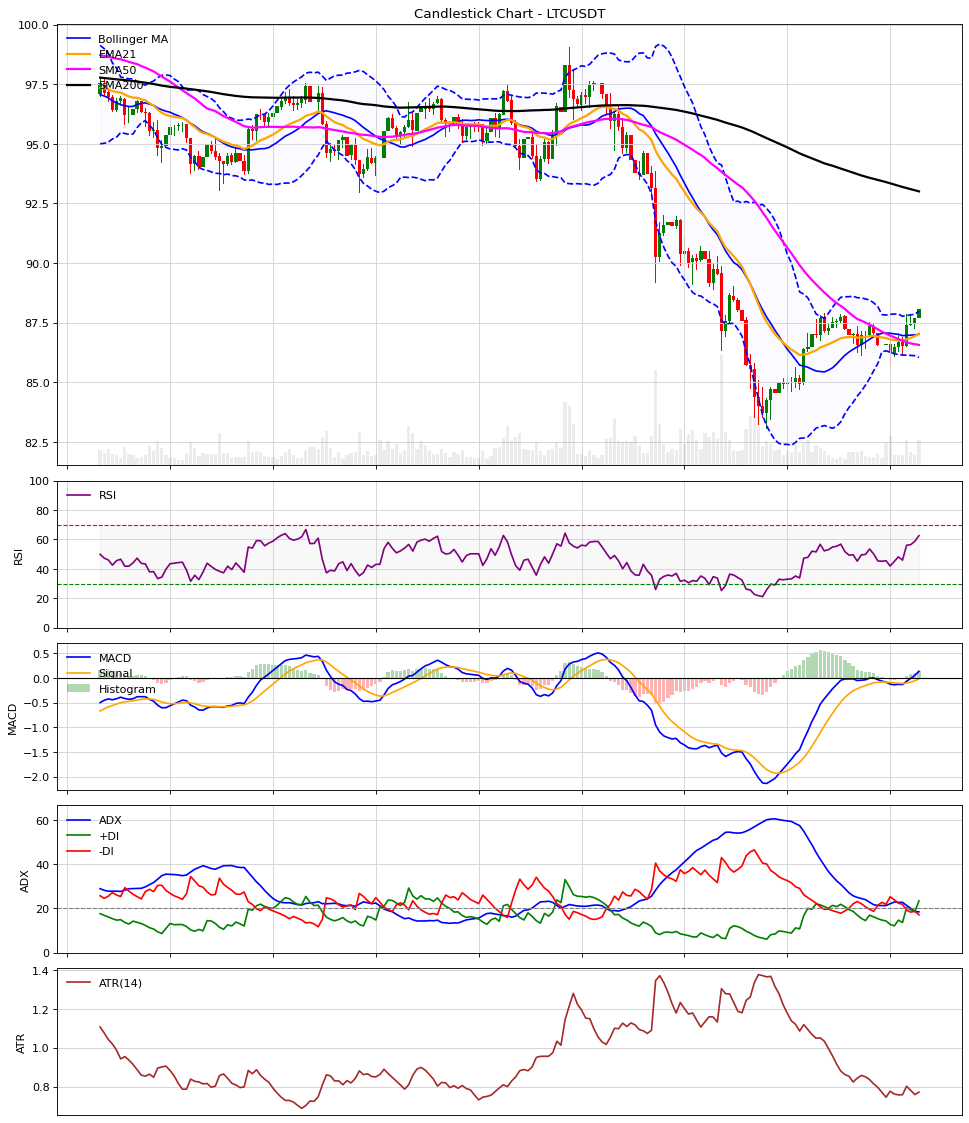 Candlestick Chart - LTCUSDT
100.0
97.5
95.0
92.5
90.0
87.5
85.0
82.5
Bollinger MA
EMA21
SMA50
SMA200
100
80
60
40
20
0
RSI
RSI
0.5
0.0
−0.5
−1.0
−1.5
−2.0
MACD
MACD
Signal
Histogram
60
40
20
0
ADX
ADX
+DI
-DI
1.4
1.2
1.0
0.8
ATR
ATR(14)